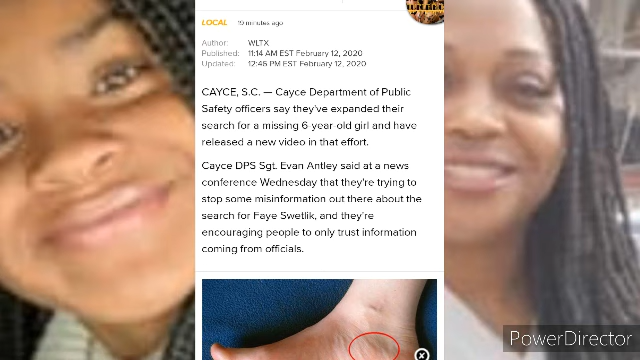 LOCAL 19 minutes ago
Author: WLTX
Published: 11:14 AM EST February 12, 2020
Updated: 12:46 PM EST February 12, 2020
CAYCE, S.C. — Cayce Department of Public
Safety officers say they've expanded their
search for a missing 6-year-old girl and have
released a new video in that effort.
Cayce DPS Sgt. Evan Antley said at a news
conference Wednesday that they're trying to
stop some misinformation out there about the
search for Faye Swetlik, and they're
encouraging people to only trust information
coming from officials.
PowerDirector